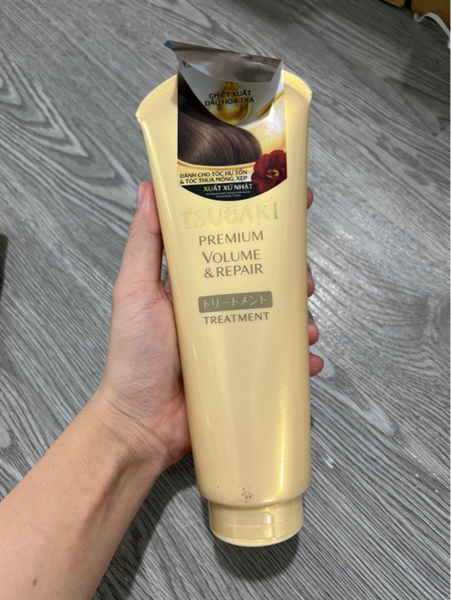 CHIẾT XUẤT
DẦU HOA TRÀ
DÀNH CHO TÓC HƯ TỔN
& TÓC THƯA MỎNG, XẸP
XUẤT XỨ NHẬT
TSUBAKI
PREMIUM
VOLUME
& REPAIR
トリートメント
TREATMENT